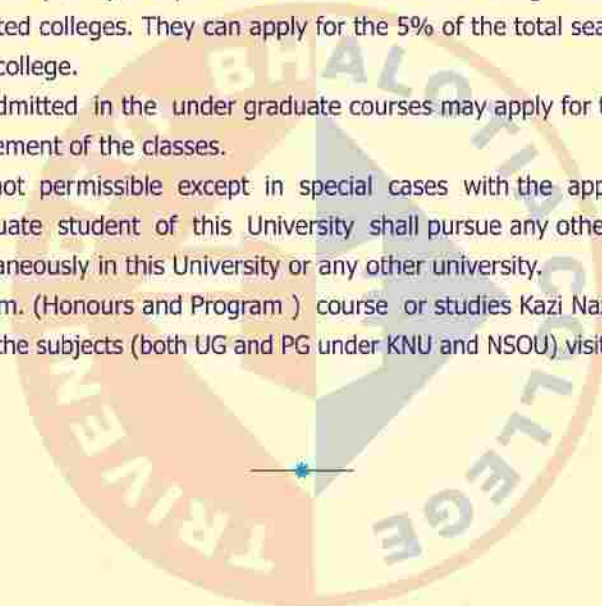 ted colleges. They can apply for the 5% of the total sea
college.
dmitted in the under graduate courses may apply for t
ement of the classes.
not permissible except in special cases with the app
uate student of this University shall pursue any othe
aneously in this University or any other university.
m. (Honours and Program ) course or studies Kazi Na
the subjects (both UG and PG under KNU and NSOU) visit
TRIVENI DEVI BHALOTIA COLLEGE